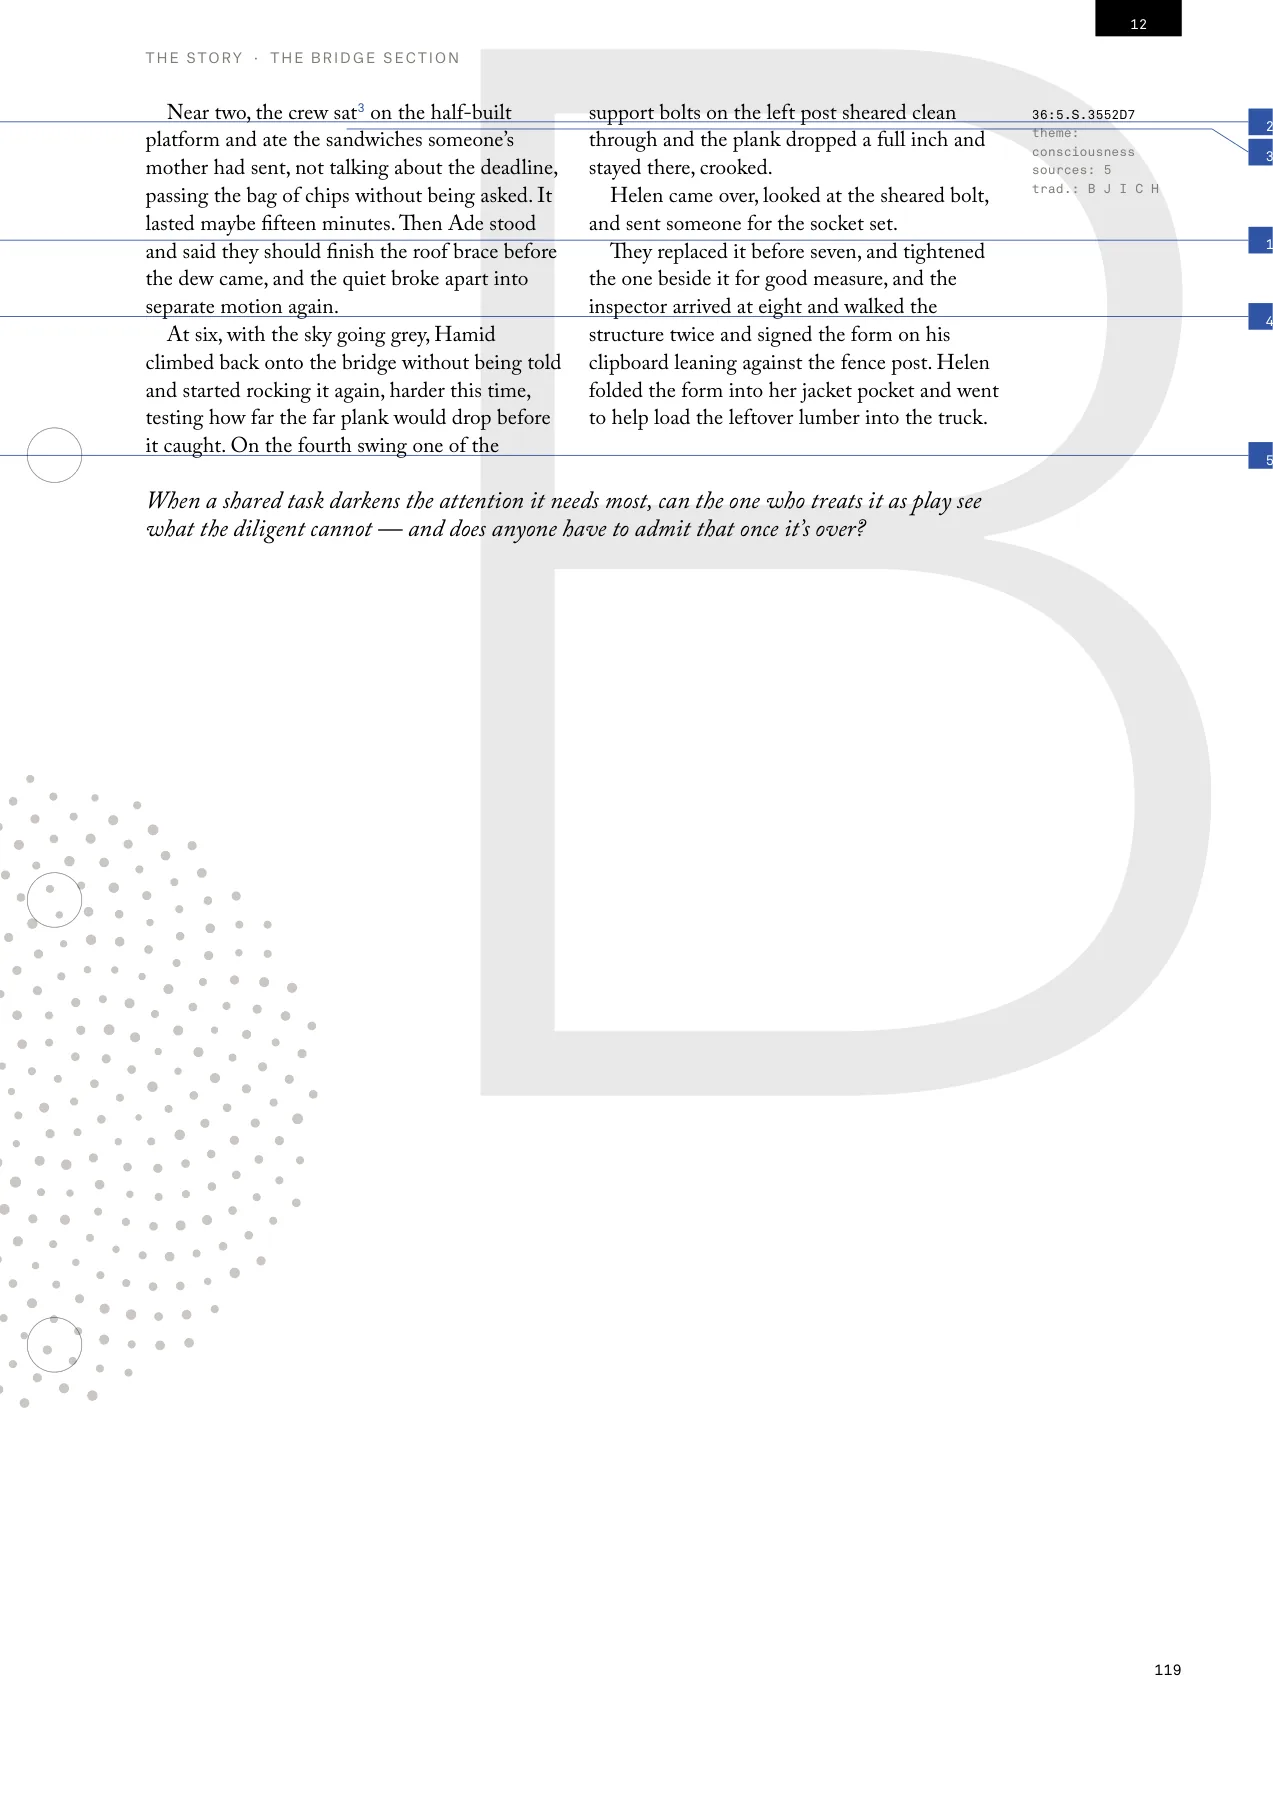 12
THE STORY · THE BRIDGE SECTION
Near two, the crew sat³ on the half-built
platform and ate the sandwiches someone’s
mother had sent, not talking about the deadline,
passing the bag of chips without being asked. It
lasted maybe fifteen minutes. Then Ade stood
and said they should finish the roof brace before
the dew came, and the quiet broke apart into
separate motion again.
At six, with the sky going grey, Hamid
climbed back onto the bridge without being told
and started rocking it again, harder this time,
testing how far the far plank would drop before
it caught. On the fourth swing one of the
support bolts on the left post sheared clean
through and the plank dropped a full inch and
stayed there, crooked.
Helen came over, looked at the sheared bolt,
and sent someone for the socket set.
They replaced it before seven, and tightened
the one beside it for good measure, and the
inspector arrived at eight and walked the
structure twice and signed the form on his
clipboard leaning against the fence post. Helen
folded the form into her jacket pocket and went
to help load the leftover lumber into the truck.
36:5.S.3552D7
theme:
consciousness
sources: 5
trad.: B J I C H
2
3
1
4
5
When a shared task darkens the attention it needs most, can the one who treats it as play see
what the diligent cannot — and does anyone have to admit that once it’s over?
B
119